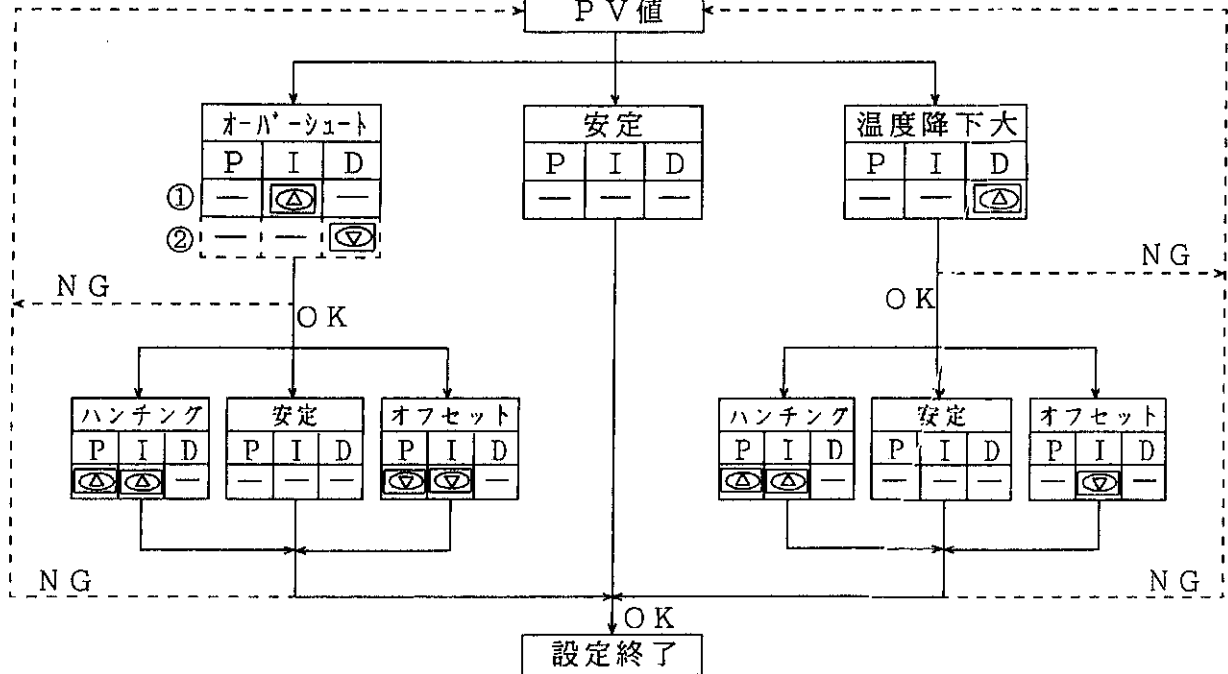 PV値
オーバーシュート
P I D
① — △ —
② — — ▽
安定
P I D
— — —
温度降下大
P I D
— — △
NG
OK
NG
OK
ハンチング
P I D
△ △ —
安定
P I D
— — —
オフセット
P I D
▽ ▽ —
ハンチング
P I D
△ △ —
安定
P I D
— — —
オフセット
P I D
— ▽ —
NG
NG
OK
設定終了